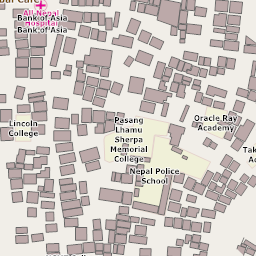 All Nepal
Hospital
Bank of Asia
Bank of Asia
Lincoln
College
Pasang
Lhamu
Sherpa
Memorial
College
Oracle Ray
Academy
Nepal Police
School